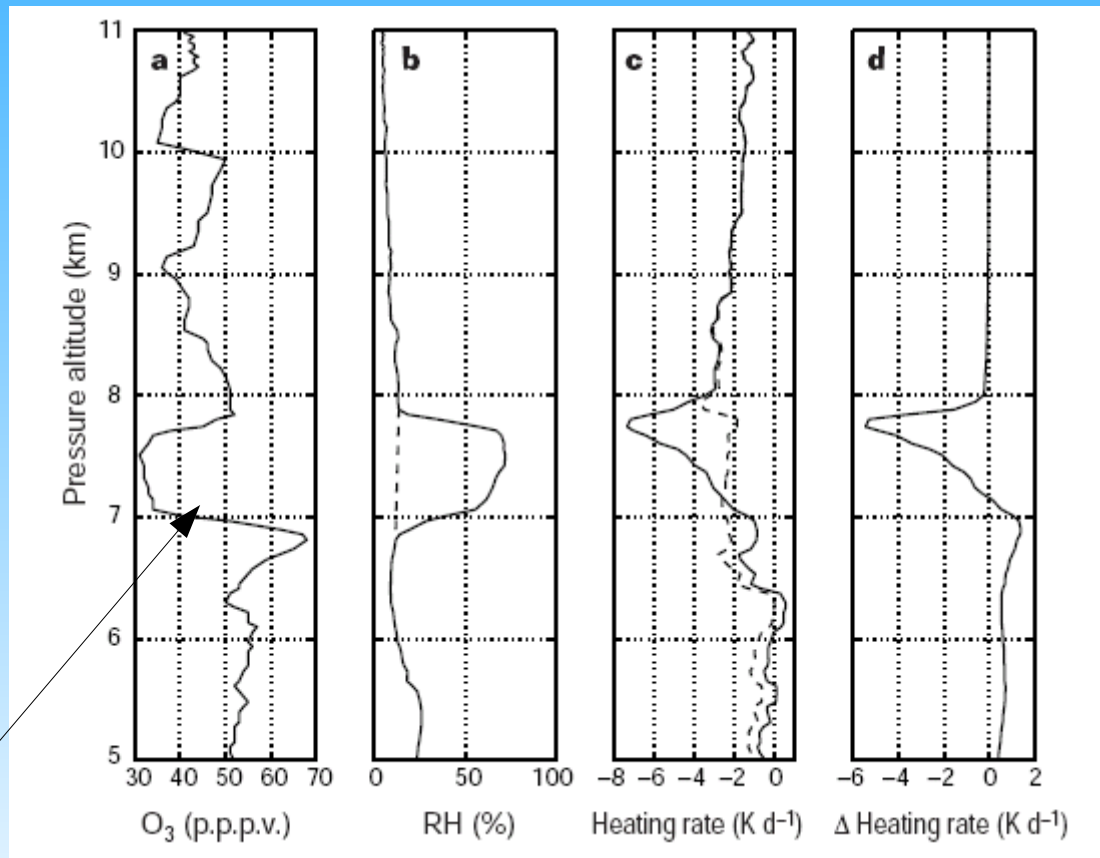 a b c d
11
10
9
8
7
6
5
Pressure altitude (km)
30 40 50 60 70
0 50 100
−8 −6 −4 −2 0
−6 −4 −2 0 2
O₃ (p.p.p.v.)
RH (%)
Heating rate (K d⁻¹)
Δ Heating rate (K d⁻¹)